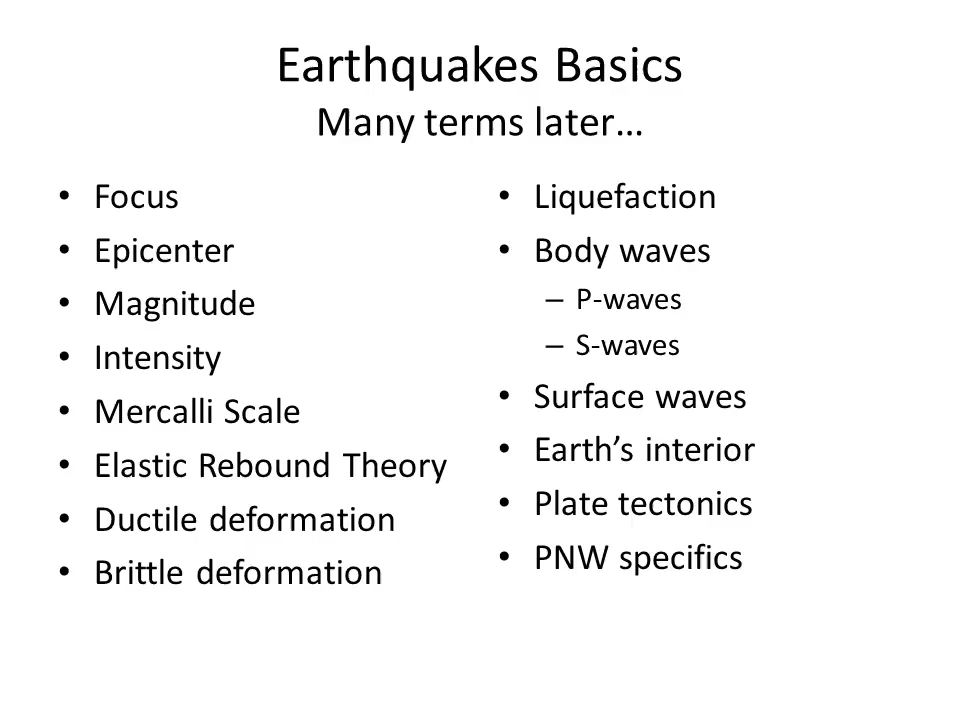 Earthquakes Basics
Many terms later…
• Focus
• Epicenter
• Magnitude
• Intensity
• Mercalli Scale
• Elastic Rebound Theory
• Ductile deformation
• Brittle deformation
• Liquefaction
• Body waves
– P-waves
– S-waves
• Surface waves
• Earth’s interior
• Plate tectonics
• PNW specifics